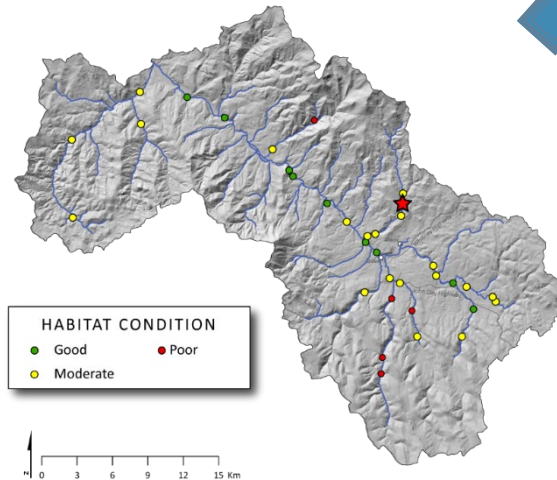 HABITAT CONDITION
Good
Poor
Moderate
N
0 3 6 9 12 15 Km